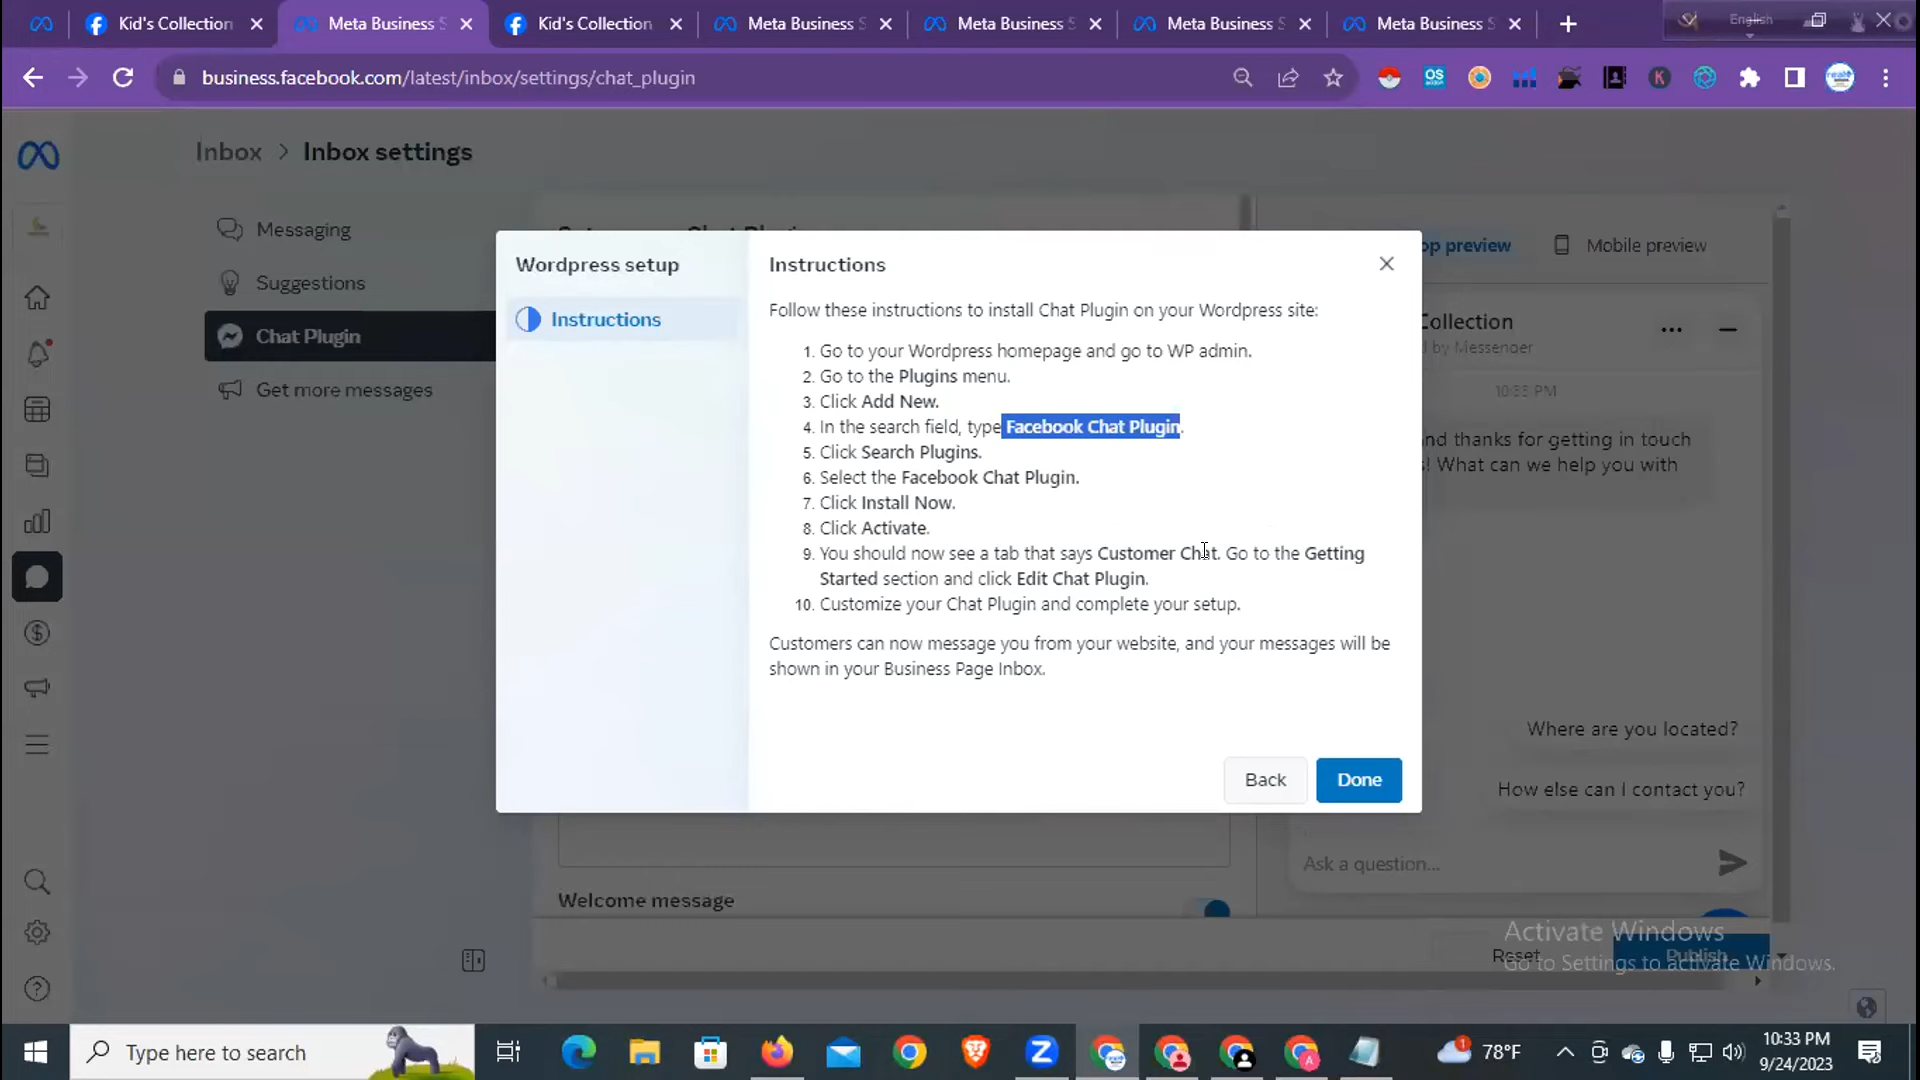 Kid's Collection
Meta Business S
Kid's Collection
Meta Business S
Meta Business S
Meta Business S
Meta Business S
English
business.facebook.com/latest/inbox/settings/chat_plugin
Inbox > Inbox settings
Messaging
Suggestions
Chat Plugin
Get more messages
Wordpress setup
Instructions
Instructions
Follow these instructions to install Chat Plugin on your Wordpress site:
1. Go to your Wordpress homepage and go to WP admin.
2. Go to the Plugins menu.
3. Click Add New.
4. In the search field, type Facebook Chat Plugin.
5. Click Search Plugins.
6. Select the Facebook Chat Plugin.
7. Click Install Now.
8. Click Activate.
9. You should now see a tab that says Customer Chat. Go to the Getting
Started section and click Edit Chat Plugin.
10. Customize your Chat Plugin and complete your setup.
Customers can now message you from your website, and your messages will be
shown in your Business Page Inbox.
Back
Done
op preview
Mobile preview
Collection
d by Messenger
10:33 PM
and thanks for getting in touch
s! What can we help you with
Where are you located?
How else can I contact you?
Ask a question...
Welcome message
Reset
Publish
Activate Windows
Go to Settings to activate Windows.
Type here to search
1
78°F
10:33 PM
9/24/2023